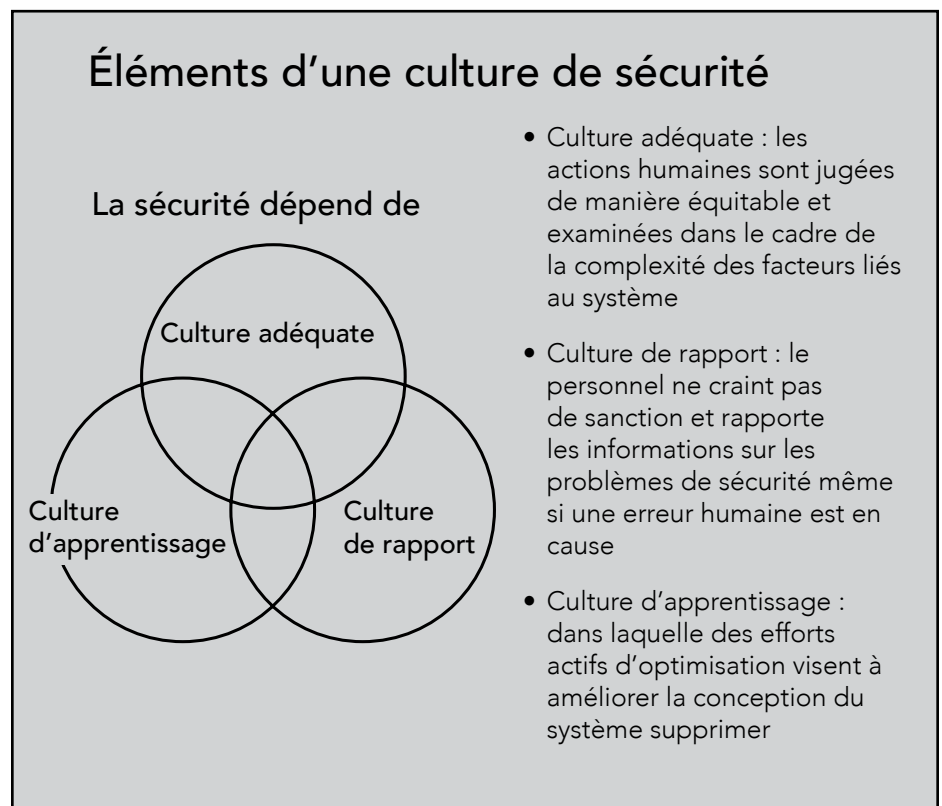 Éléments d’une culture de sécurité
La sécurité dépend de
Culture adéquate
Culture
d’apprentissage
Culture
de rapport
• Culture adéquate : les
actions humaines sont jugées
de manière équitable et
examinées dans le cadre de
la complexité des facteurs liés
au système
• Culture de rapport : le
personnel ne craint pas
de sanction et rapporte
les informations sur les
problèmes de sécurité même
si une erreur humaine est en
cause
• Culture d’apprentissage :
dans laquelle des efforts
actifs d’optimisation visent à
améliorer la conception du
système supprimer